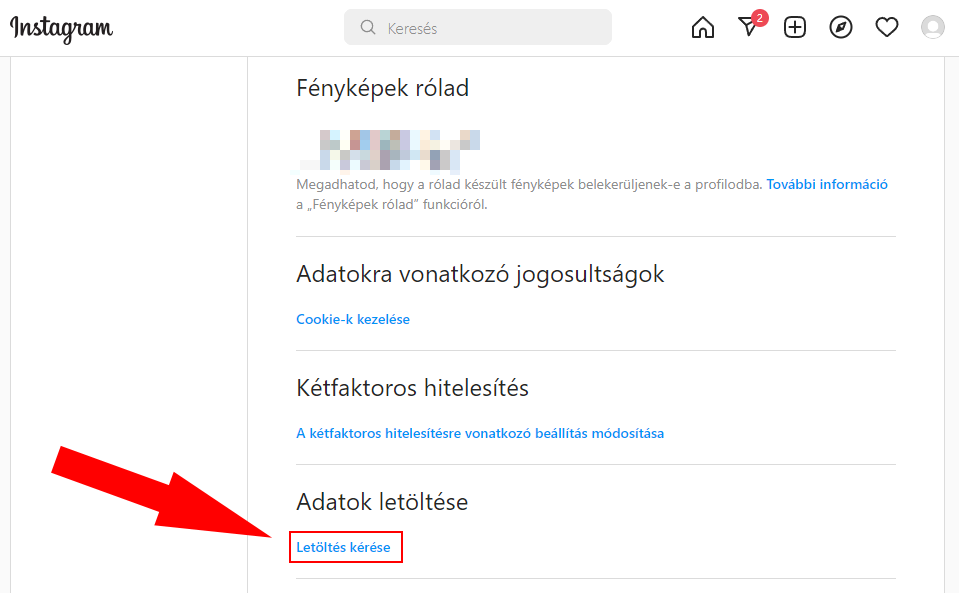 Instagram
Keresés
2
Fényképek rólad
Megadhatod, hogy a rólad készült fényképek belekerüljenek-e a profilodba. További információ
a „Fényképek rólad” funkcióról.
Adatokra vonatkozó jogosultságok
Cookie-k kezelése
Kétfaktoros hitelesítés
A kétfaktoros hitelesítésre vonatkozó beállítás módosítása
Adatok letöltése
Letöltés kérése